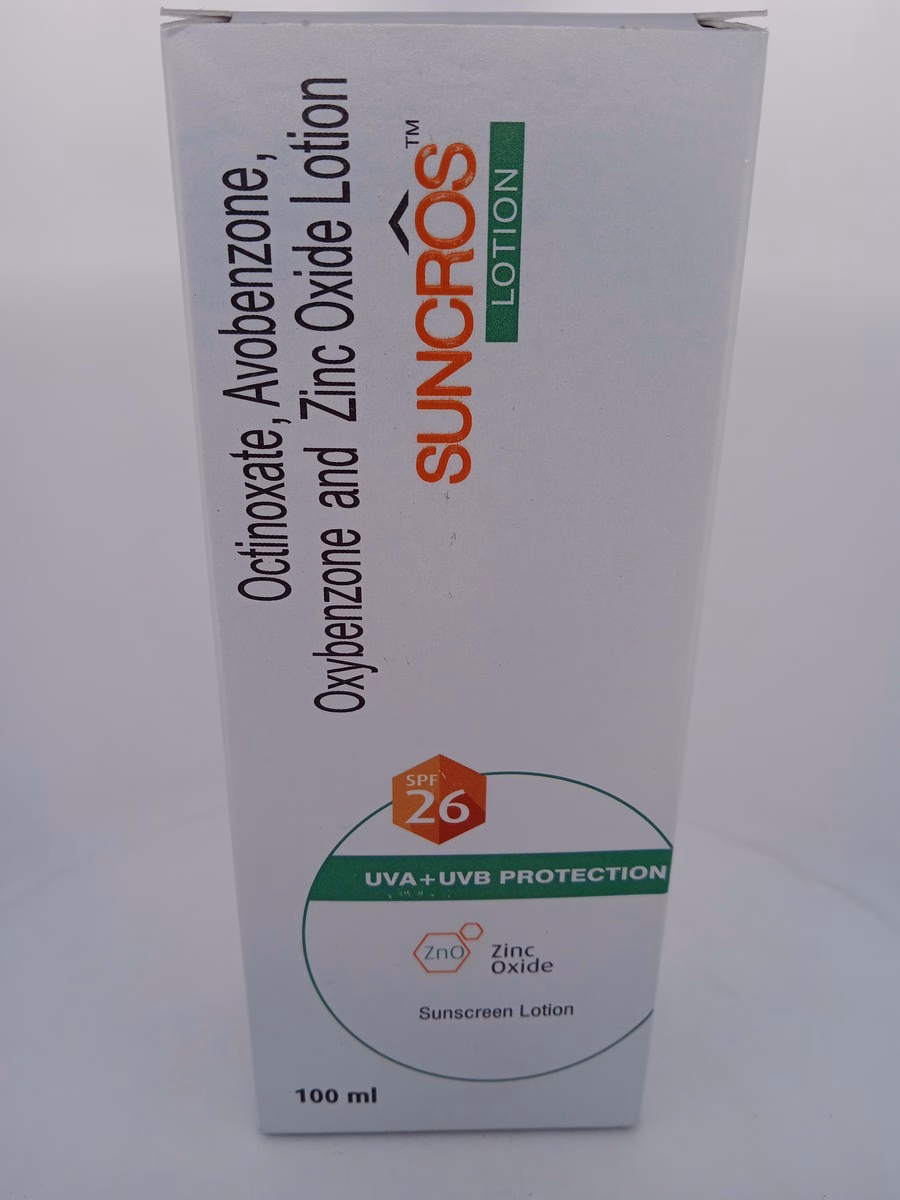 Octinoxate, Avobenzone,
Oxybenzone and Zinc Oxide Lotion
SUNCRÔS™
LOTION
SPF
26
UVA+UVB PROTECTION
ZnO
Zinc
Oxide
Sunscreen Lotion
100 ml